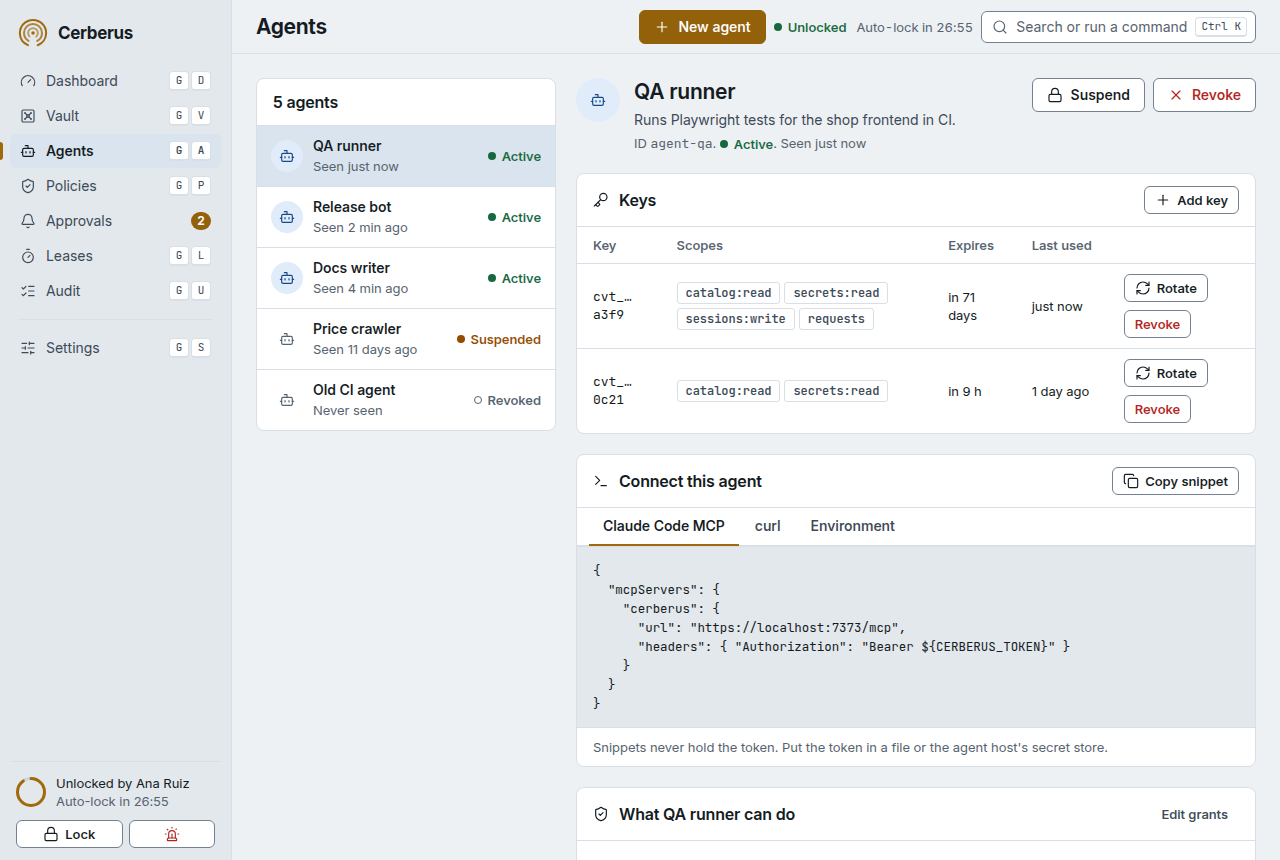 Cerberus
Dashboard G D
Vault G V
Agents G A
Policies G P
Approvals 2
Leases G L
Audit G U
Settings G S
Unlocked by Ana Ruiz
Auto-lock in 26:55
Lock
Agents
New agent
Unlocked Auto-lock in 26:55
Search or run a command Ctrl K
5 agents
QA runner
Seen just now
Active
Release bot
Seen 2 min ago
Active
Docs writer
Seen 4 min ago
Active
Price crawler
Seen 11 days ago
Suspended
Old CI agent
Never seen
Revoked
QA runner
Runs Playwright tests for the shop frontend in CI.
ID agent-qa. Active. Seen just now
Suspend
Revoke
Keys
Add key
Key Scopes Expires Last used
cvt_…
a3f9
catalog:read secrets:read
sessions:write requests
in 71
days
just now
Rotate
Revoke
cvt_…
0c21
catalog:read secrets:read
in 9 h
1 day ago
Rotate
Revoke
Connect this agent
Copy snippet
Claude Code MCP curl Environment
{
  "mcpServers": {
    "cerberus": {
      "url": "https://localhost:7373/mcp",
      "headers": { "Authorization": "Bearer ${CERBERUS_TOKEN}" }
    }
  }
}
Snippets never hold the token. Put the token in a file or the agent host's secret store.
What QA runner can do
Edit grants